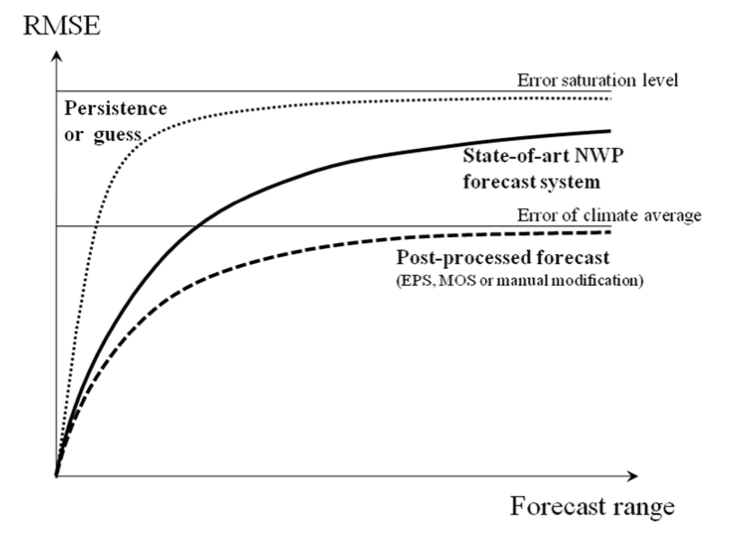 RMSE
Error saturation level
Persistence
or guess
State-of-art NWP
forecast system
Error of climate average
Post-processed forecast
(EPS, MOS or manual modification)
Forecast range